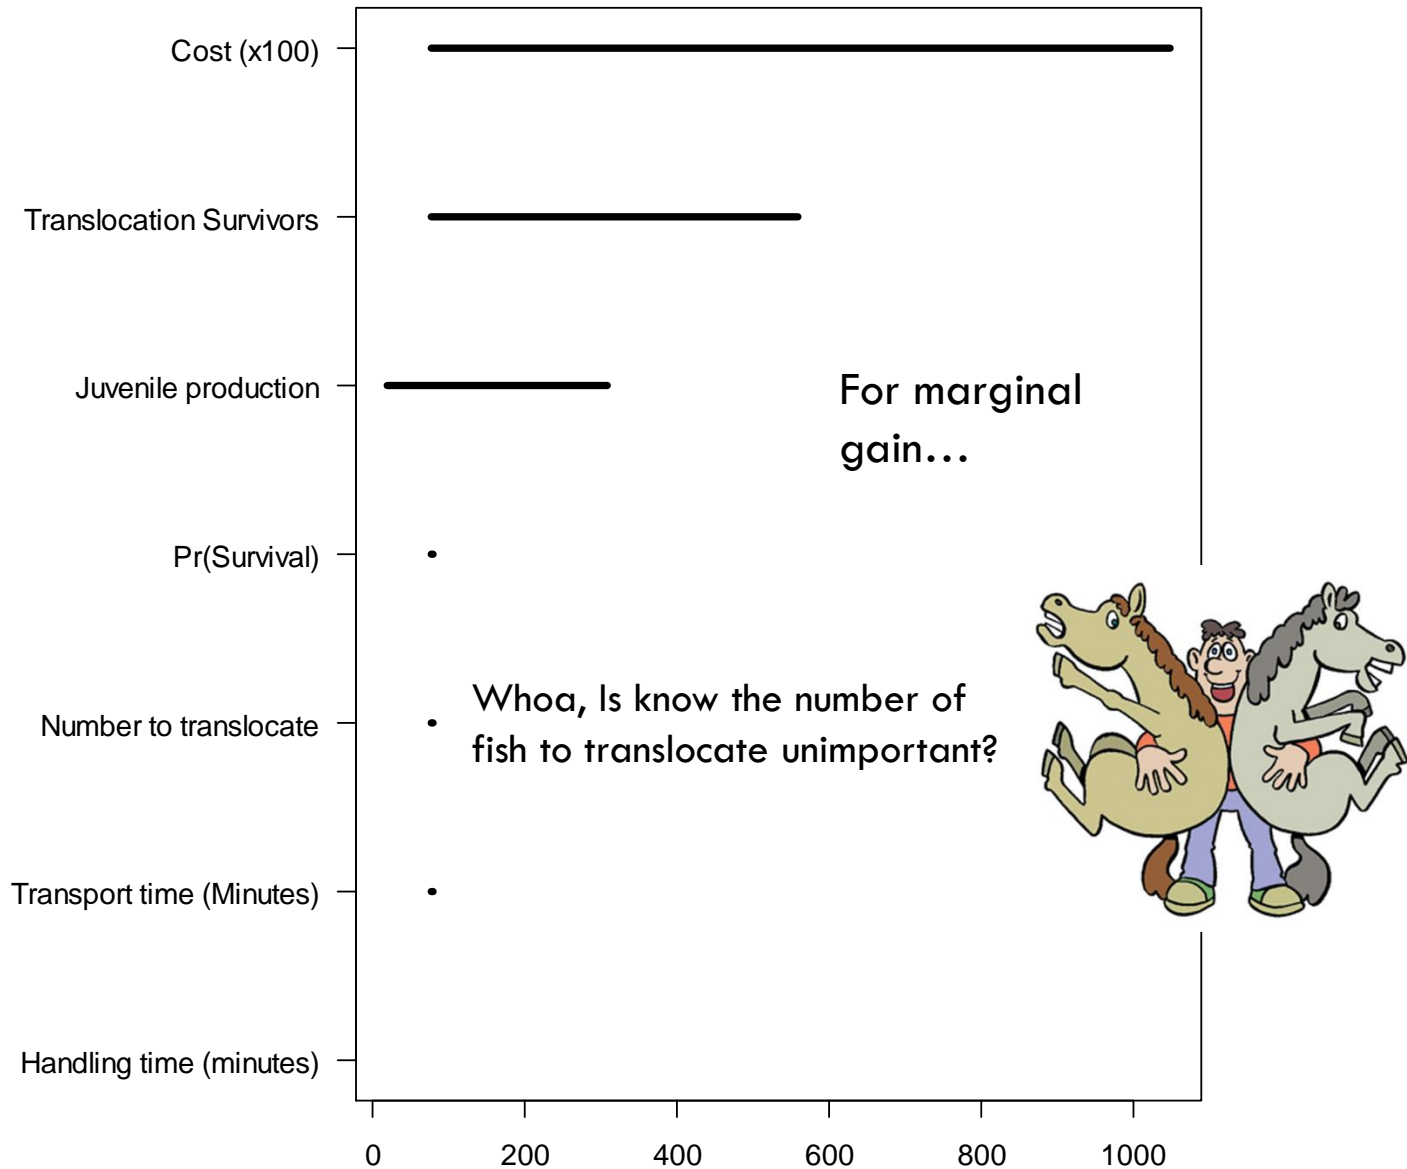 Cost (x100)
Translocation Survivors
Juvenile production
For marginal
gain…
Pr(Survival)
Number to translocate
Whoa, Is know the number of
fish to translocate unimportant?
Transport time (Minutes)
Handling time (minutes)
0 200 400 600 800 1000